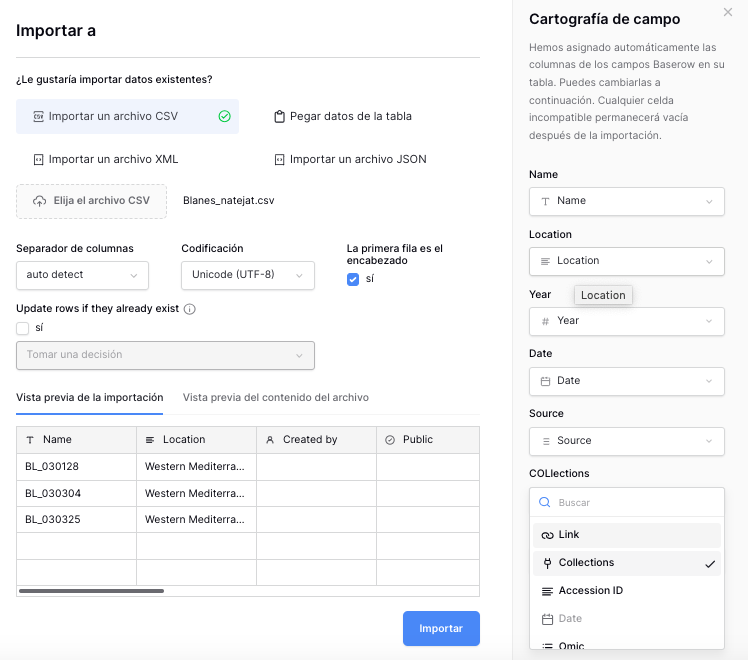 Importar a
¿Le gustaría importar datos existentes?
Importar un archivo CSV
Pegar datos de la tabla
Importar un archivo XML
Importar un archivo JSON
Elija el archivo CSV
Blanes_natejat.csv
Separador de columnas
Codificación
La primera fila es el
encabezado
auto detect
Unicode (UTF-8)
sí
Update rows if they already exist
sí
Tomar una decisión
Vista previa de la importación
Vista previa del contenido del archivo
Name Location Created by Public
BL_030128 Western Mediterra...
BL_030304 Western Mediterra...
BL_030325 Western Mediterra...
Importar
Cartografía de campo
Hemos asignado automáticamente las
columnas de los campos Baserow en su
tabla. Puedes cambiarlas a
continuación. Cualquier celda
incompatible permanecerá vacía
después de la importación.
Name
Name
Location
Location
Year
Location
Year
Date
Date
Source
Source
COLlections
Buscar
Link
Collections
Accession ID
Date
Omic